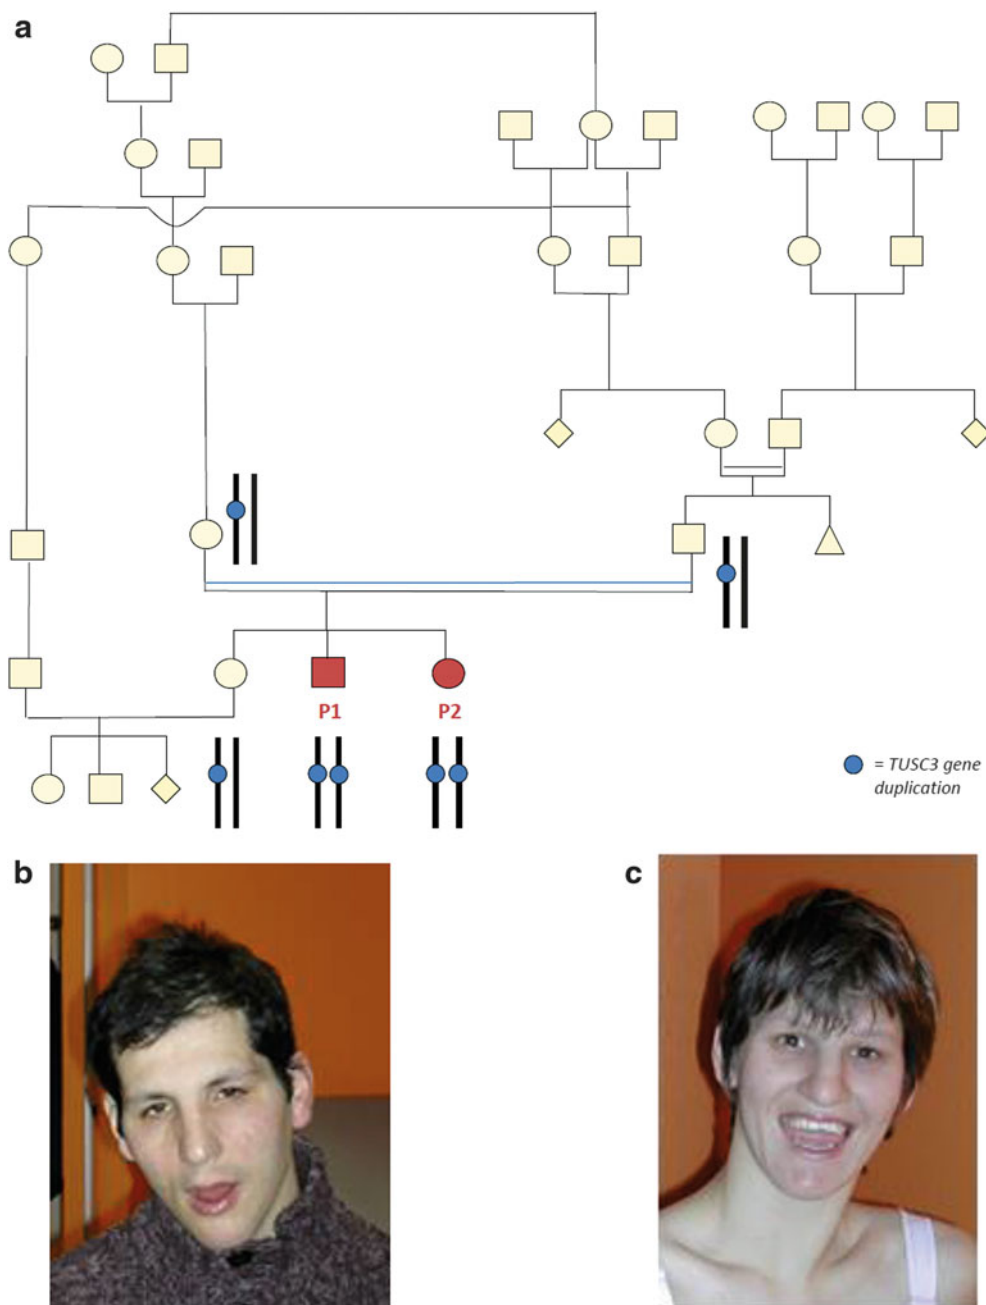 a
P1
P2
= TUSC3 gene
duplication
b
c